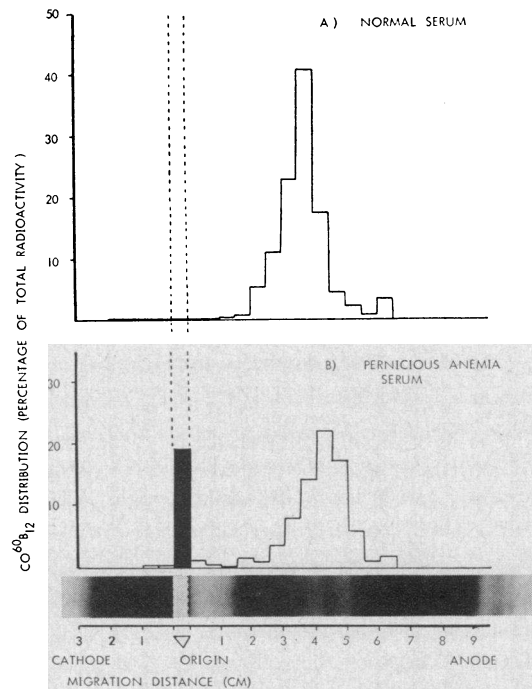 A) NORMAL SERUM
50
40
30
20
10
CO60B12 DISTRIBUTION (PERCENTAGE OF TOTAL RADIOACTIVITY)
B) PERNICIOUS ANEMIA
SERUM
30
20
10
3 2 1 1 2 3 4 5 6 7 8 9
CATHODE ORIGIN ANODE
MIGRATION DISTANCE (CM)